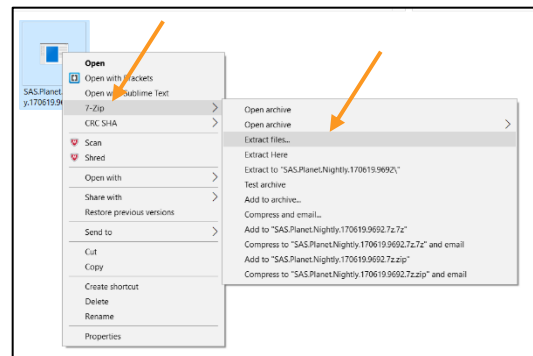 SAS.Planet.
y.170619.9
Open
Open with Brackets
Open with Sublime Text
7-Zip
CRC SHA
Scan
Shred
Open with
Share with
Restore previous versions
Send to
Cut
Copy
Create shortcut
Delete
Rename
Properties
Open archive
Open archive
Extract files...
Extract Here
Extract to "SAS.Planet.Nightly.170619.9692\"
Test archive
Add to archive...
Compress and email...
Add to "SAS.Planet.Nightly.170619.9692.7z.7z"
Compress to "SAS.Planet.Nightly.170619.9692.7z.7z" and email
Add to "SAS.Planet.Nightly.170619.9692.7z.zip"
Compress to "SAS.Planet.Nightly.170619.9692.7z.zip" and email